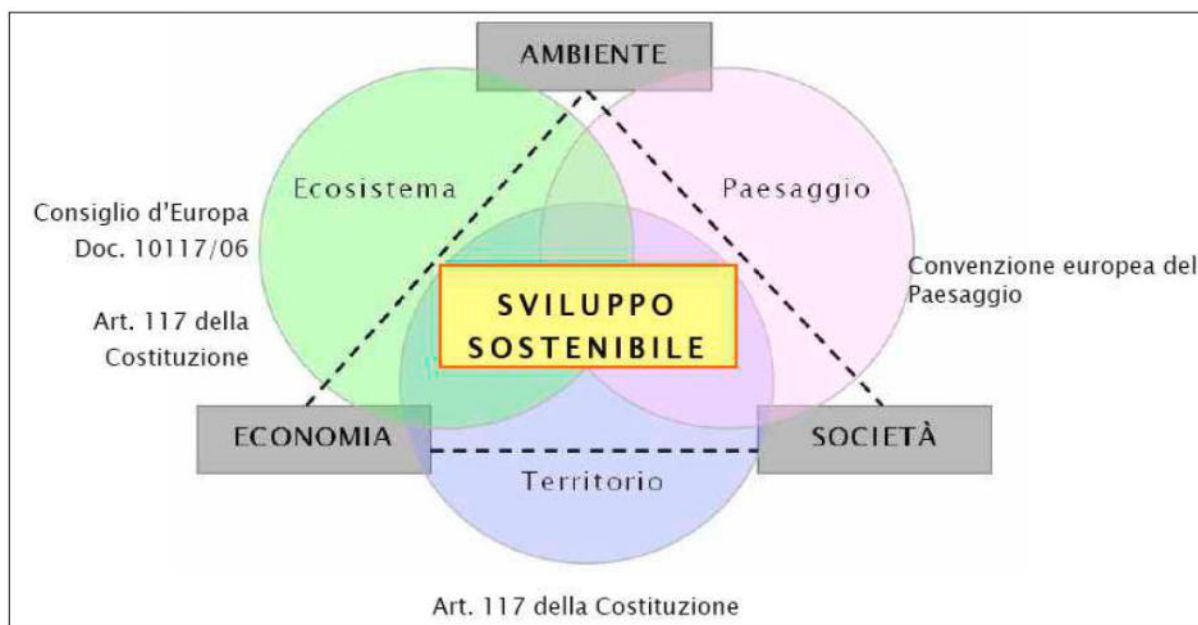 AMBIENTE
Ecosistema
Paesaggio
Consiglio d'Europa
Doc. 10117/06
Convenzione europea del
Paesaggio
SVILUPPO
SOSTENIBILE
Art. 117 della
Costituzione
ECONOMIA
SOCIETÀ
Territorio
Art. 117 della Costituzione